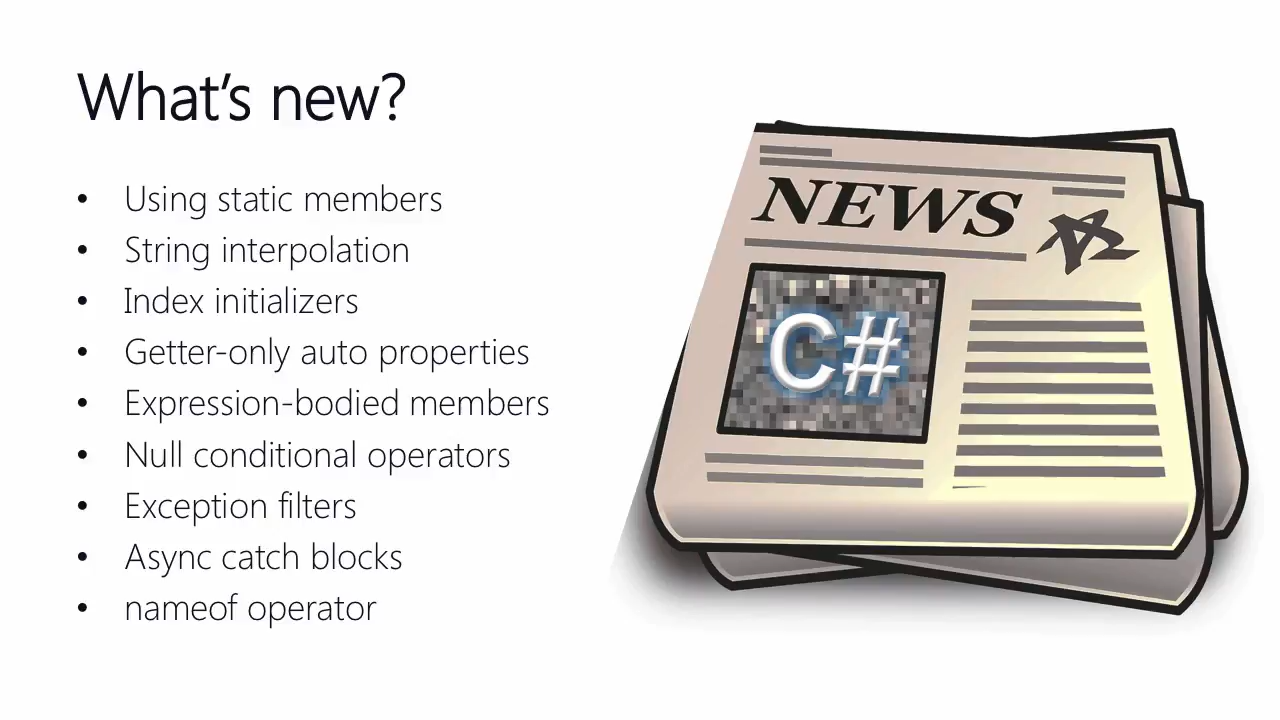 What's new?
• Using static members
• String interpolation
• Index initializers
• Getter-only auto properties
• Expression-bodied members
• Null conditional operators
• Exception filters
• Async catch blocks
• nameof operator
NEWS
C#